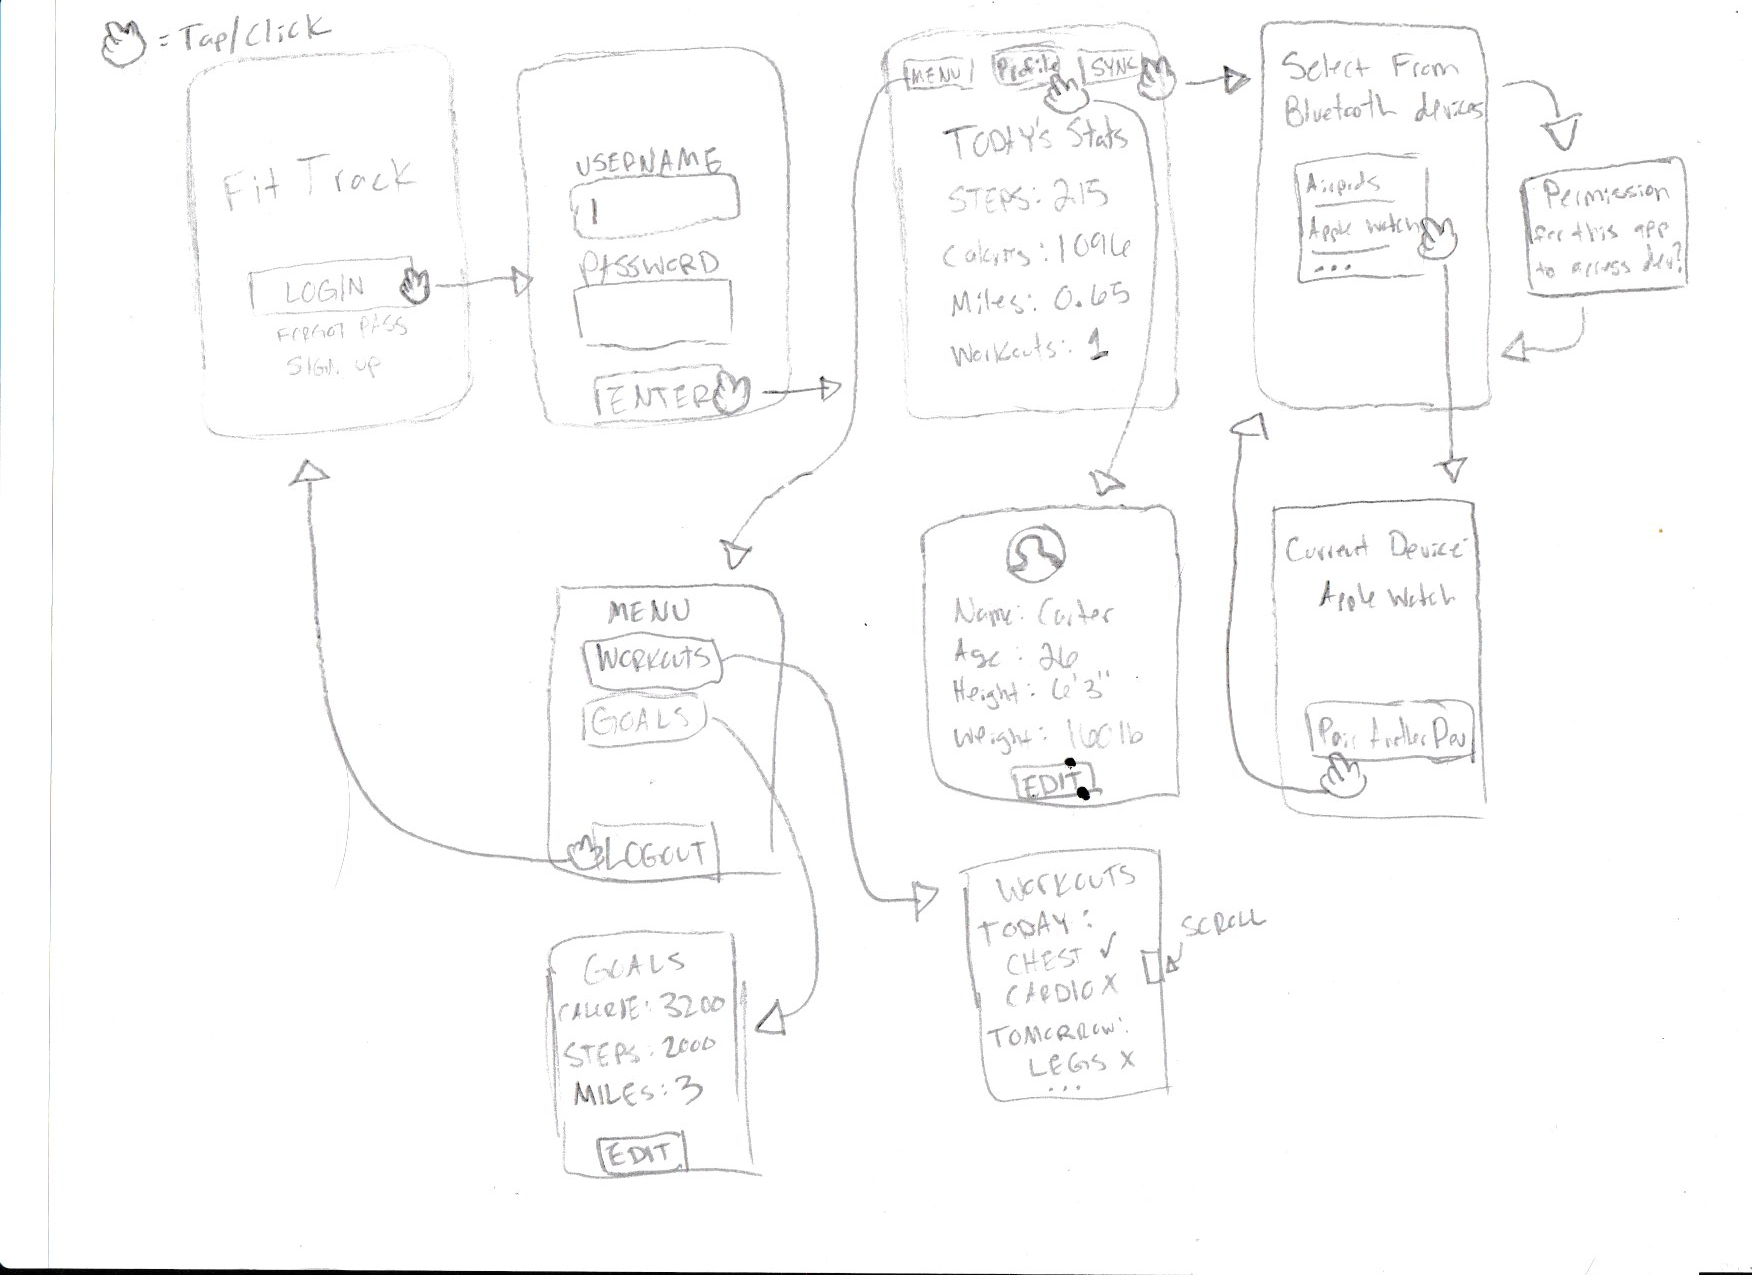 = Tap/Click
Fit Track
LOGIN
FORGOT PASS
SIGN UP
USERNAME
PASSWORD
ENTER
MENU
Profile
SYNC
TODAY's Stats
STEPS: 215
Calories: 1096
Miles: 0.65
Workouts: 1
Select From
Bluetooth devices
Airpods
Apple Watch
...
Permission
for this app
to access dev?
MENU
WORKOUTS
GOALS
LOGOUT
Name: Carter
Age: 26
Height: 6'3"
Weight: 160lb
EDIT
Current Device:
Apple Watch
Pair Another Dev
GOALS
CALORIE: 3200
STEPS: 2000
MILES: 3
EDIT
WORKOUTS
TODAY:
CHEST ✓
CARDIO X
TOMORROW:
LEGS X
...
SCROLL